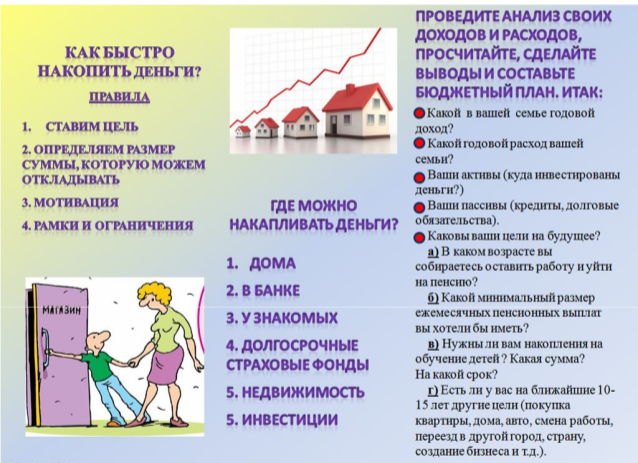 КАК БЫСТРО
НАКОПИТЬ ДЕНЬГИ?
ПРАВИЛА
1. СТАВИМ ЦЕЛЬ
2. ОПРЕДЕЛЯЕМ РАЗМЕР
СУММЫ, КОТОРУЮ МОЖЕМ
ОТКЛАДЫВАТЬ
3. МОТИВАЦИЯ
4. РАМКИ И ОГРАНИЧЕНИЯ
МАГАЗИН
ГДЕ МОЖНО
НАКАПЛИВАТЬ ДЕНЬГИ?
1. ДОМА
2. В БАНКЕ
3. У ЗНАКОМЫХ
4. ДОЛГОСРОЧНЫЕ
СТРАХОВЫЕ ФОНДЫ
5. НЕДВИЖИМОСТЬ
5. ИНВЕСТИЦИИ
ПРОВЕДИТЕ АНАЛИЗ СВОИХ
ДОХОДОВ И РАСХОДОВ,
ПРОСЧИТАЙТЕ, СДЕЛАЙТЕ
ВЫВОДЫ И СОСТАВЬТЕ
БЮДЖЕТНЫЙ ПЛАН. ИТАК:
Какой в вашей семье годовой
доход?
Какой годовой расход вашей
семьи?
Ваши активы (куда инвестированы
деньги?)
Ваши пассивы (кредиты, долговые
обязательства).
Каковы ваши цели на будущее?
а) В каком возрасте вы
собираетесь оставить работу и уйти
на пенсию?
б) Какой минимальный размер
ежемесячных пенсионных выплат
вы хотели бы иметь?
в) Нужны ли вам накопления на
обучение детей? Какая сумма?
На какой срок?
г) Есть ли у вас на ближайшие 10-
15 лет другие цели (покупка
квартиры, дома, авто, смена работы,
переезд в другой город, страну,
создание бизнеса и т.д.).